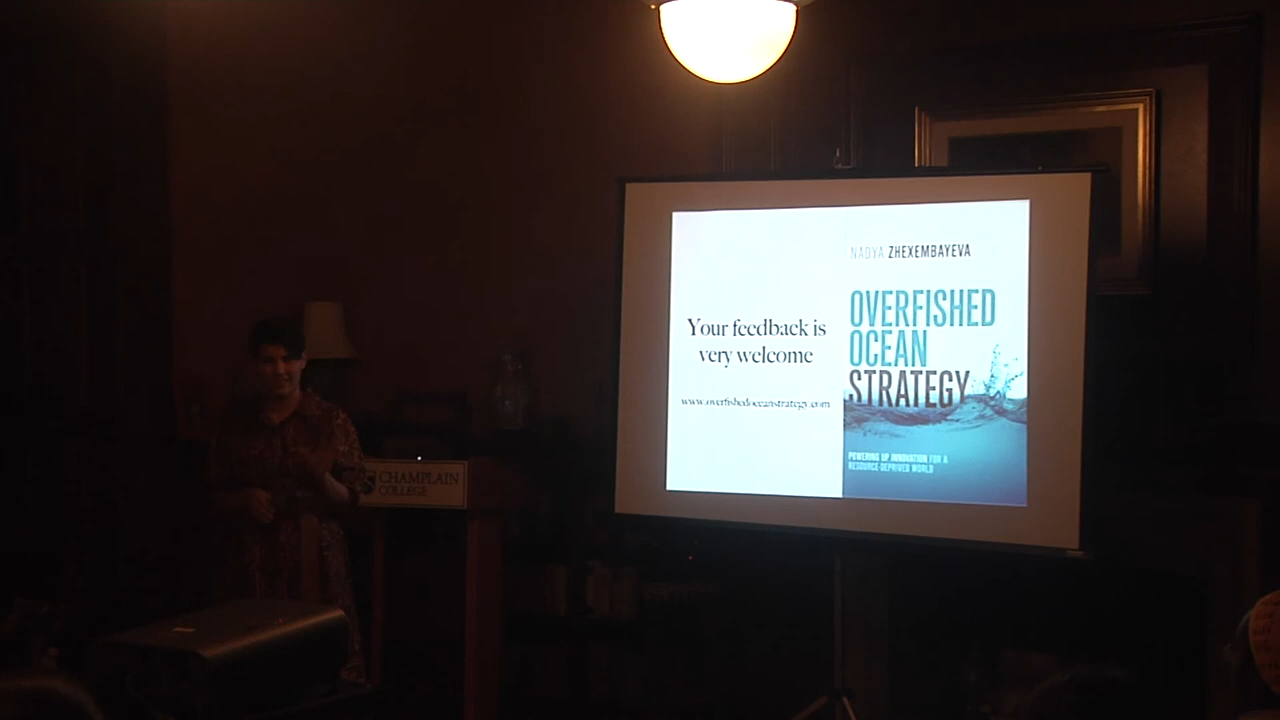 CHAMPLAIN
COLLEGE
Your feedback is
very welcome
www.overfishedoceanstrategy.com
NADYA ZHEXEMBAYEVA
OVERFISHED
OCEAN
STRATEGY
POWERING UP INNOVATION FOR A
RESOURCE-DEPRIVED WORLD